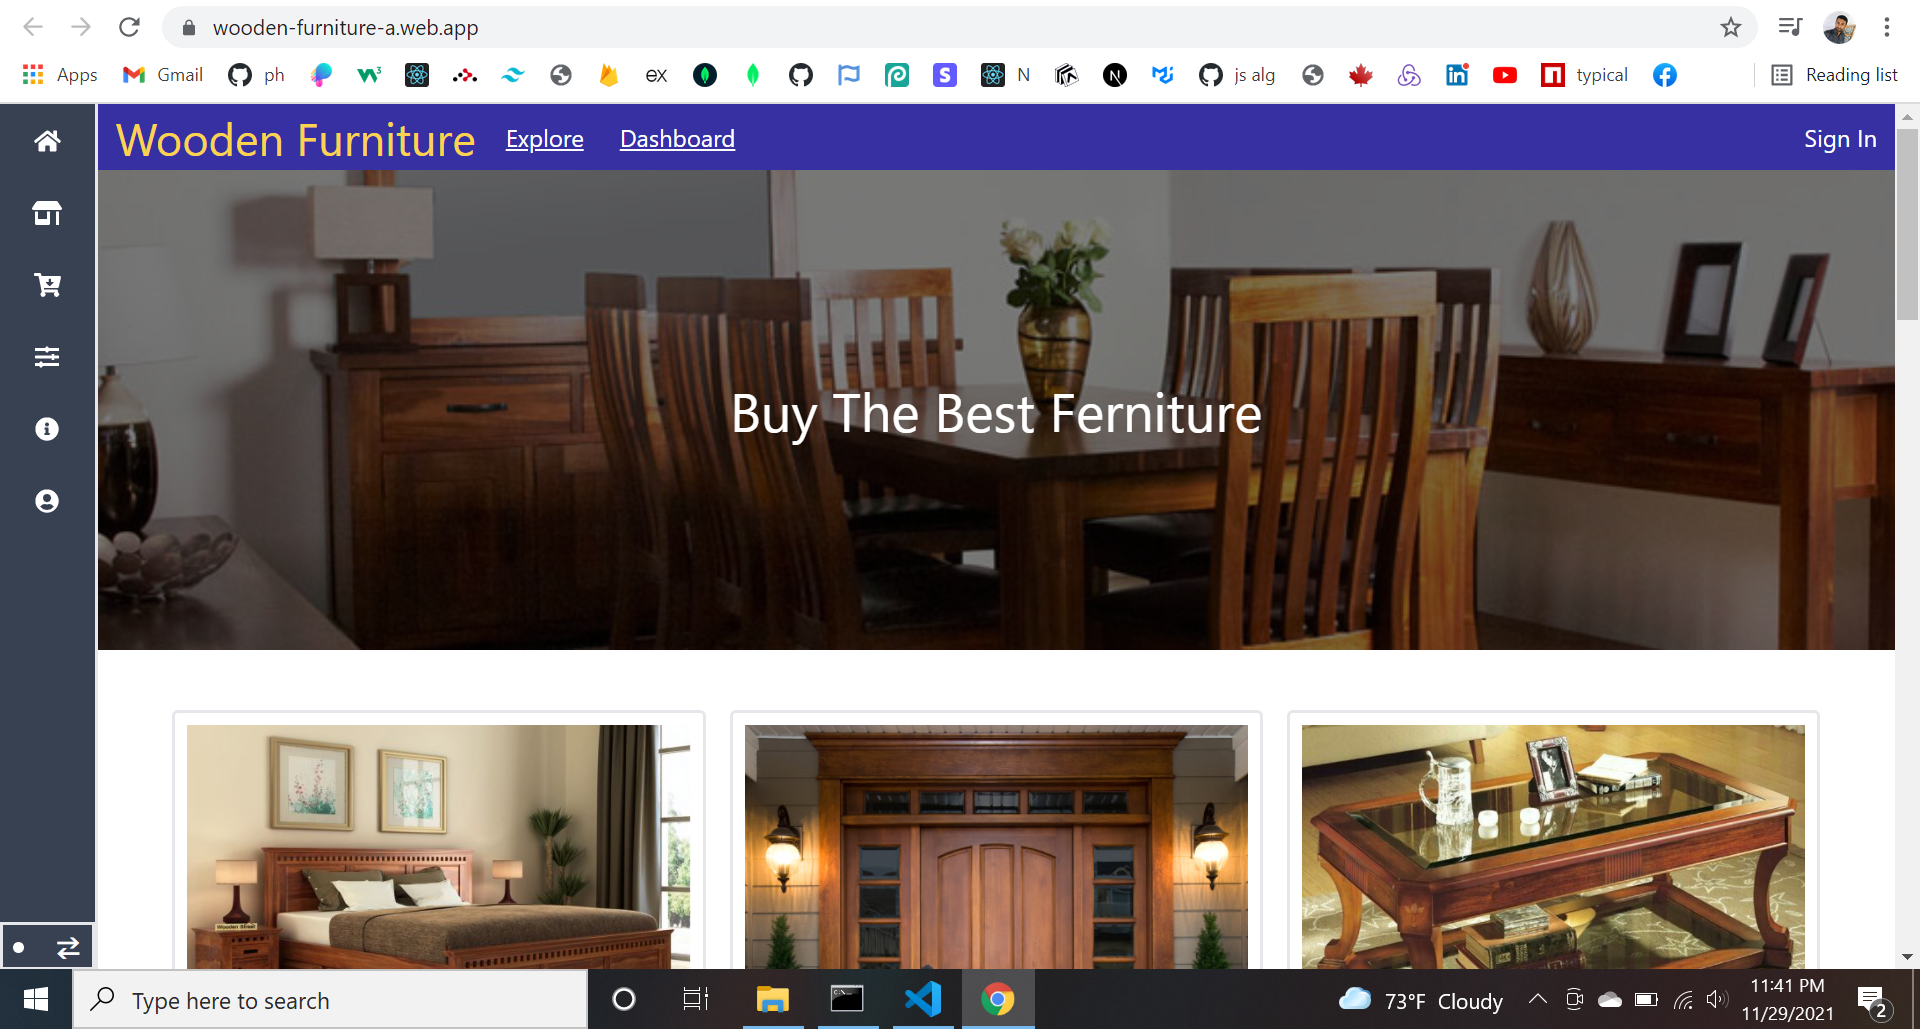 wooden-furniture-a.web.app
Apps Gmail ph EX N js alg typical Reading list
Wooden Furniture Explore Dashboard Sign In
Buy The Best Ferniture
Type here to search
73°F Cloudy
11:41 PM
11/29/2021
2